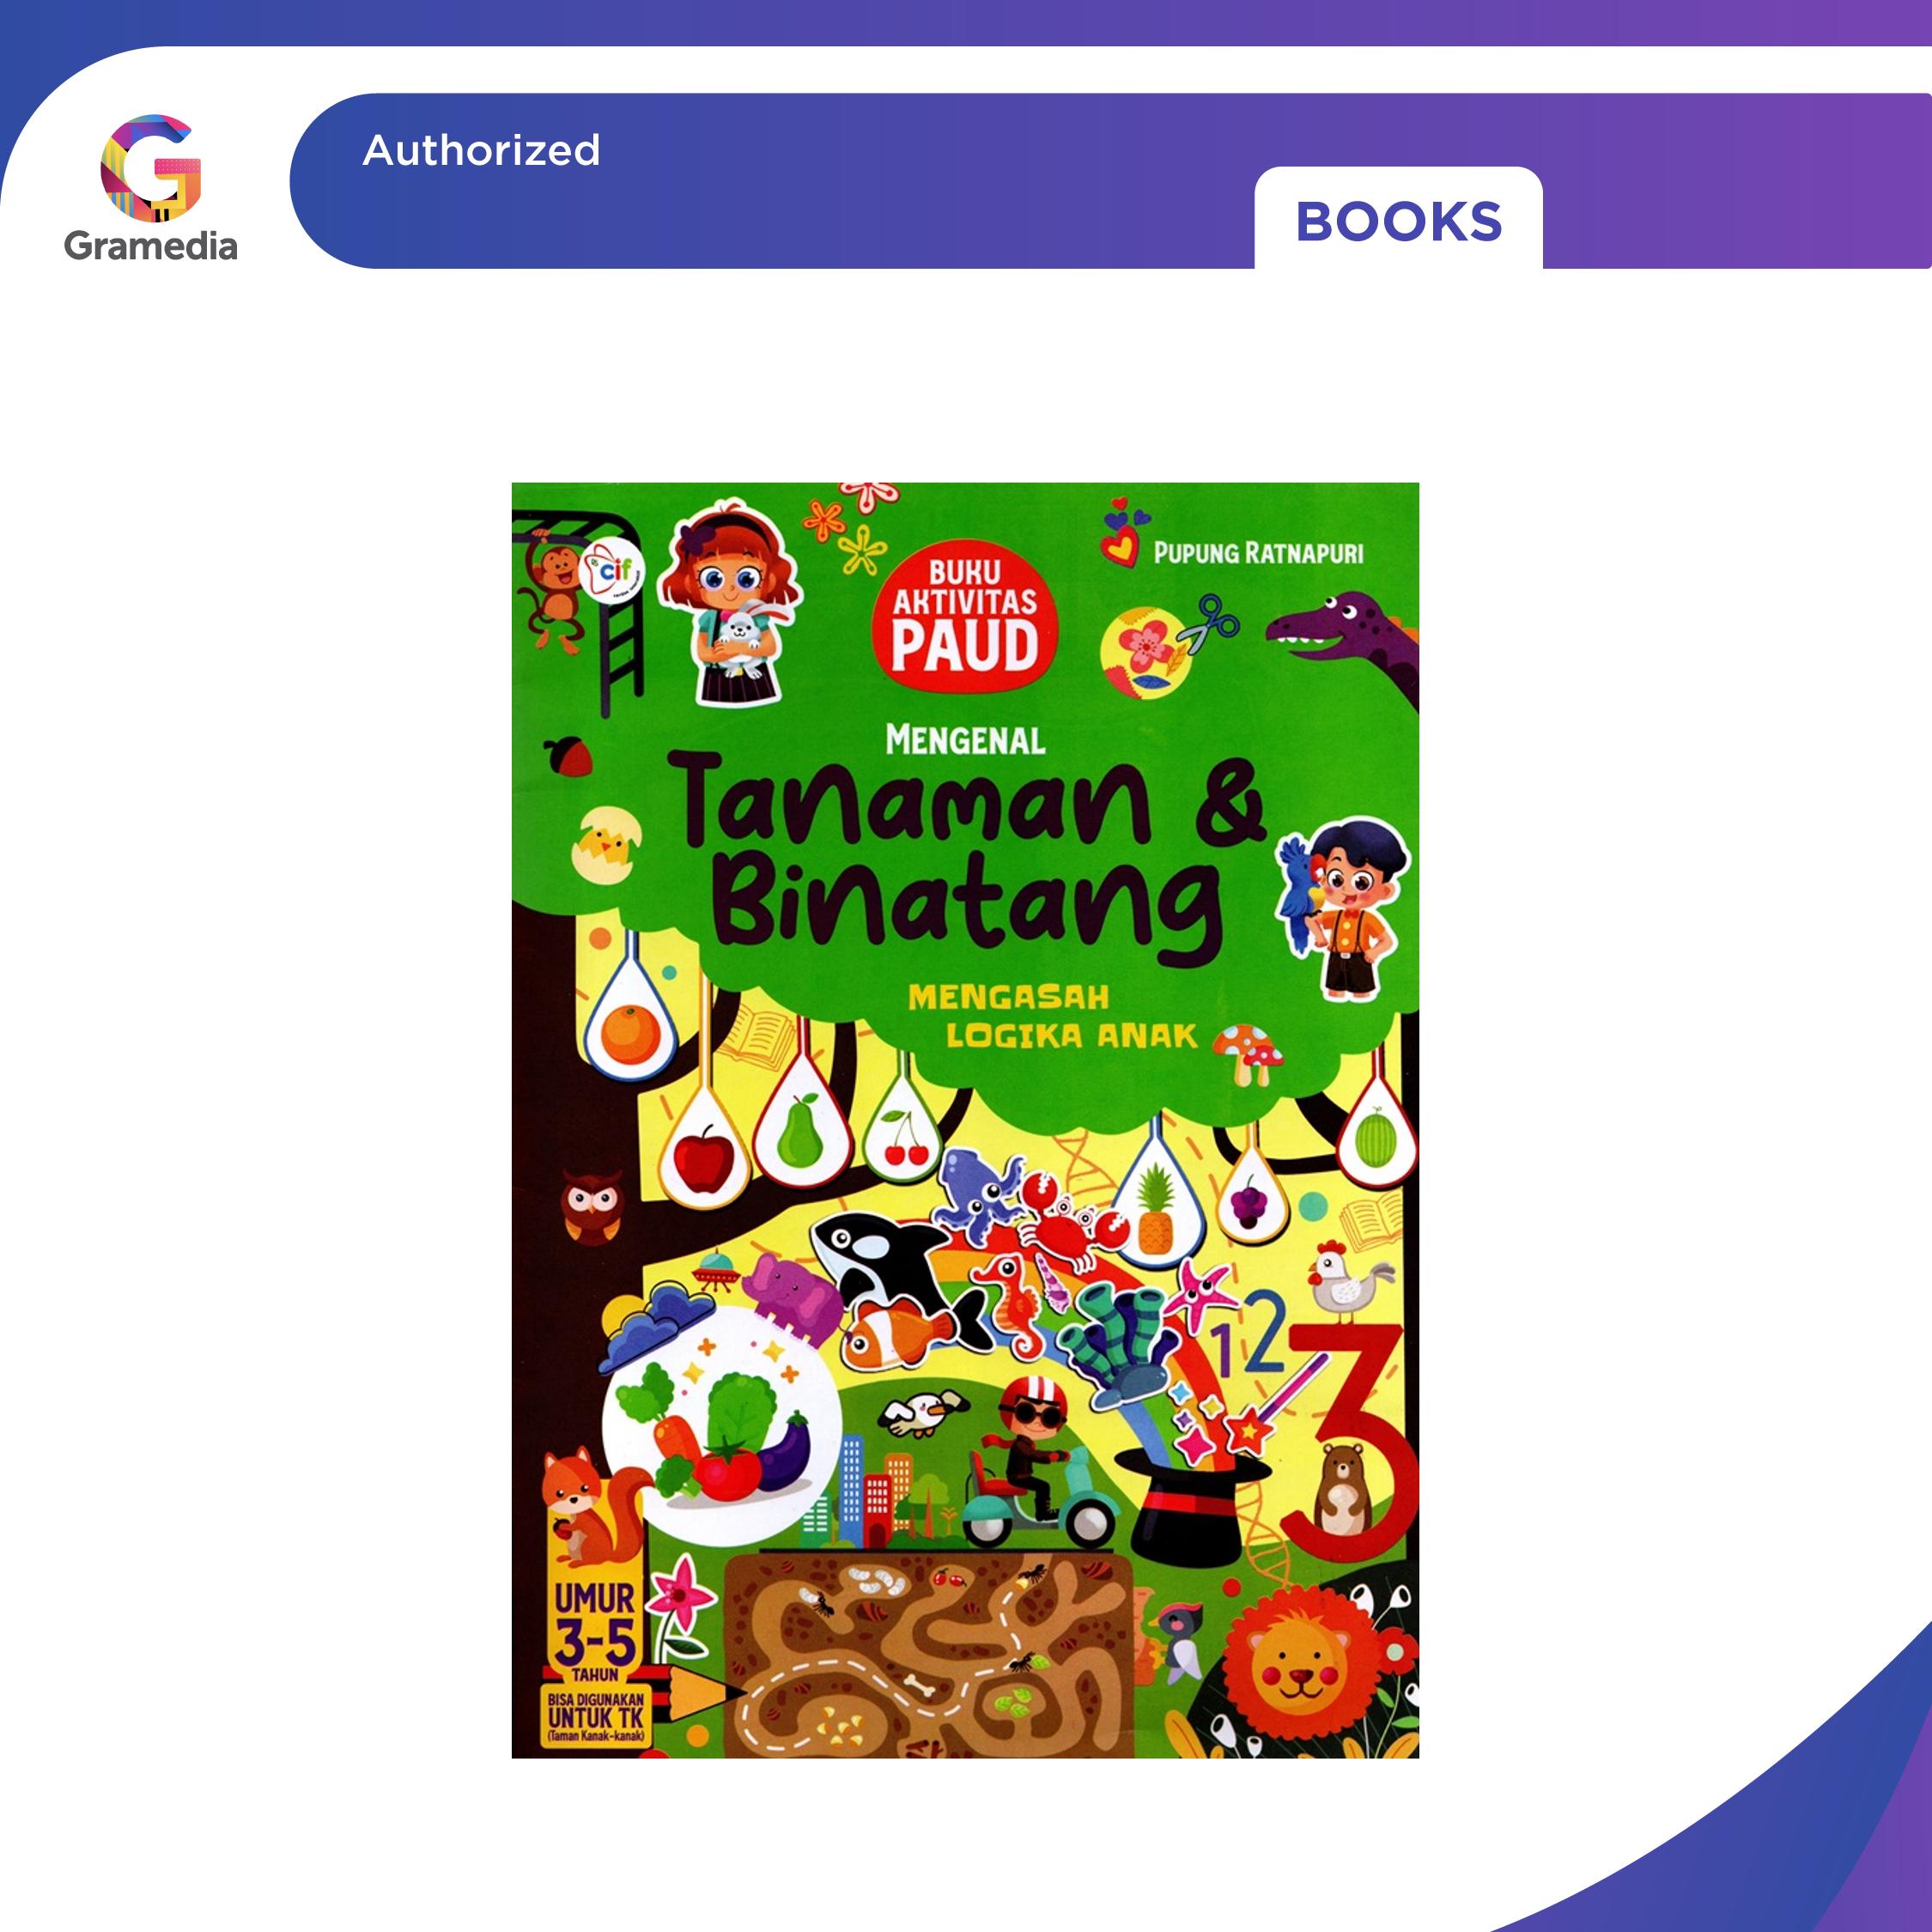 Authorized
BOOKS
Gramedia
cif
PUPUNG RATNAPURI
BUKU
AKTIVITAS
PAUD
MENGENAL
Tanaman &
Binatang
MENGASAH
LOGIKA ANAK
1 2
3
UMUR
3-5
TAHUN
BISA DIGUNAKAN
UNTUK TK
(Taman Kanak-kanak)